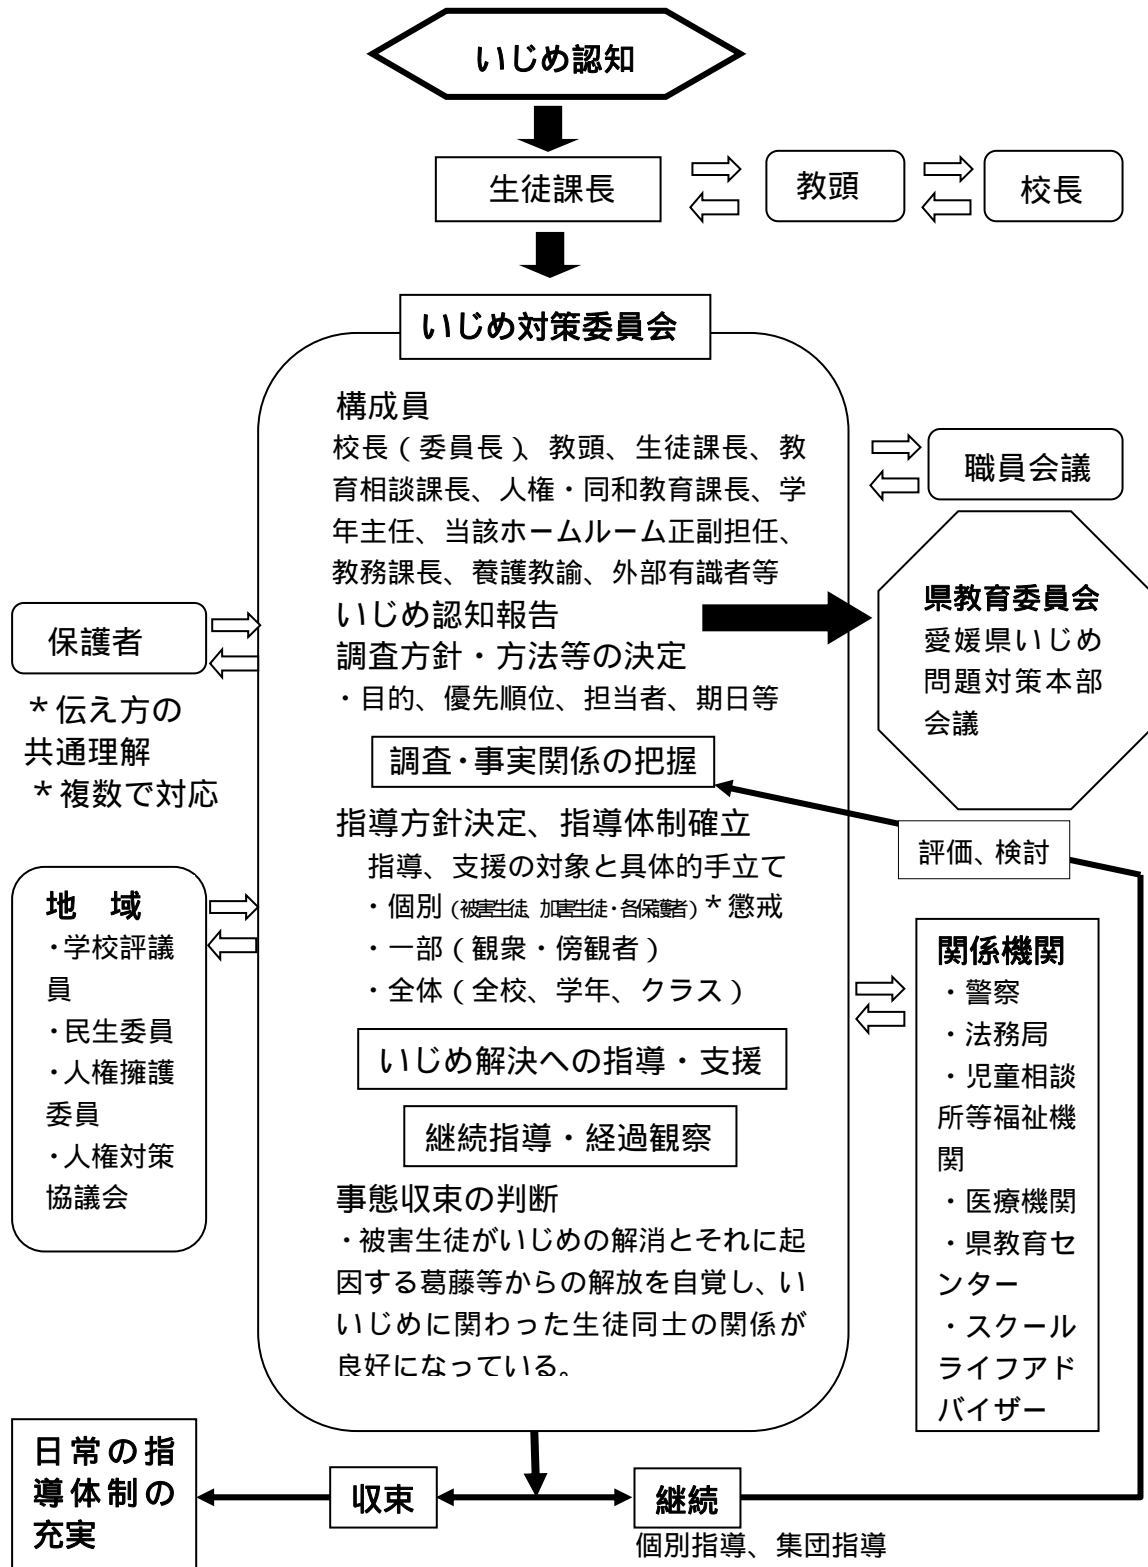 いじめ認知
生徒課長
教頭
校長
いじめ対策委員会
構成員
校長(委員長)、教頭、生徒課長、教
育相談課長、人権・同和教育課長、学
年主任、当該ホームルーム正副担任、
教務課長、養護教諭、外部有識者等
いじめ認知報告
調査方針・方法等の決定
・目的、優先順位、担当者、期日等
調査・事実関係の把握
指導方針決定、指導体制確立
指導、支援の対象と具体的手立て
・個別(被害生徒、加害生徒・各保護者)*懲戒
・一部(観衆・傍観者)
・全体(全校、学年、クラス)
いじめ解決への指導・支援
継続指導・経過観察
事態収束の判断
・被害生徒がいじめの解消とそれに起
因する葛藤等からの解放を自覚し、い
いじめに関わった生徒同士の関係が
良好になっている。
職員会議
県教育委員会
愛媛県いじめ
問題対策本部
会議
保護者
*伝え方の
共通理解
*複数で対応
評価、検討
地 域
・学校評議
員
・民生委員
・人権擁護
委員
・人権対策
協議会
関係機関
・警察
・法務局
・児童相談
所等福祉機
関
・医療機関
・県教育セ
ンター
・スクール
ライフアド
バイザー
日常の指
導体制の
充実
収束
継続
個別指導、集団指導